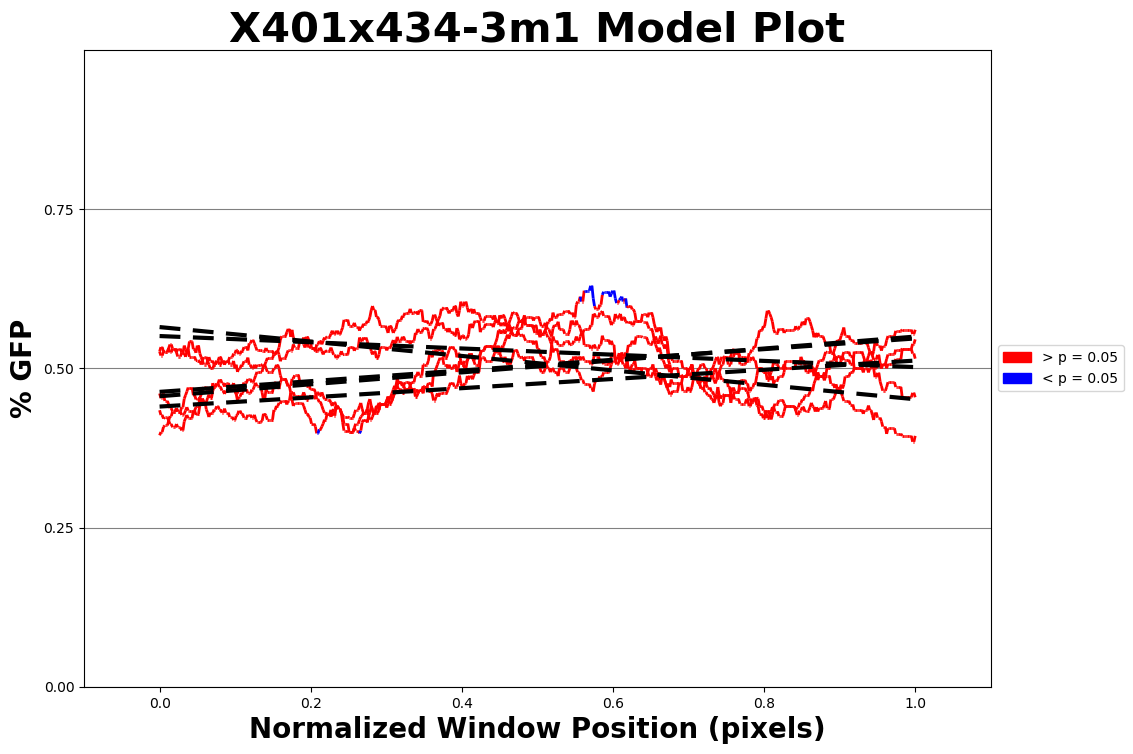 X401x434-3m1 Model Plot
% GFP
0.75
0.50
0.25
0.00
> p = 0.05
< p = 0.05
0.0 0.2 0.4 0.6 0.8 1.0
Normalized Window Position (pixels)